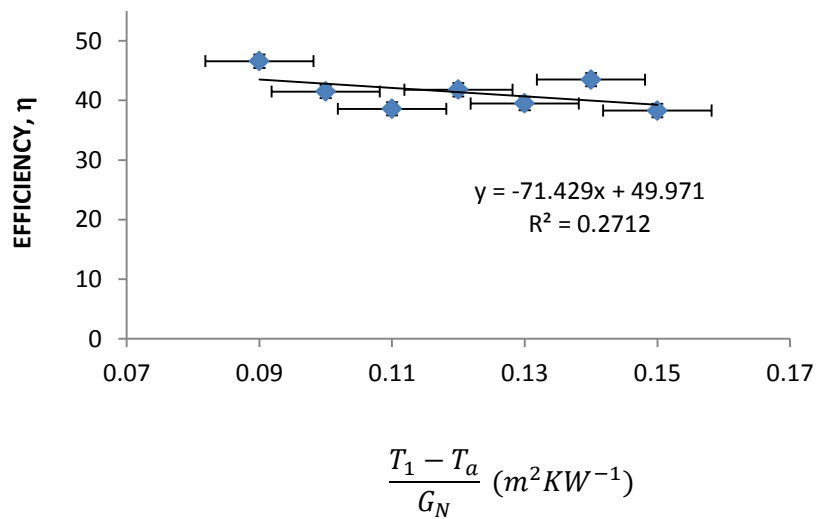 50
40
30
20
10
0
EFFICIENCY, η
y = -71.429x + 49.971
R² = 0.2712
0.07 0.09 0.11 0.13 0.15 0.17
T₁ − Tₐ
G_N
(m²KW⁻¹)